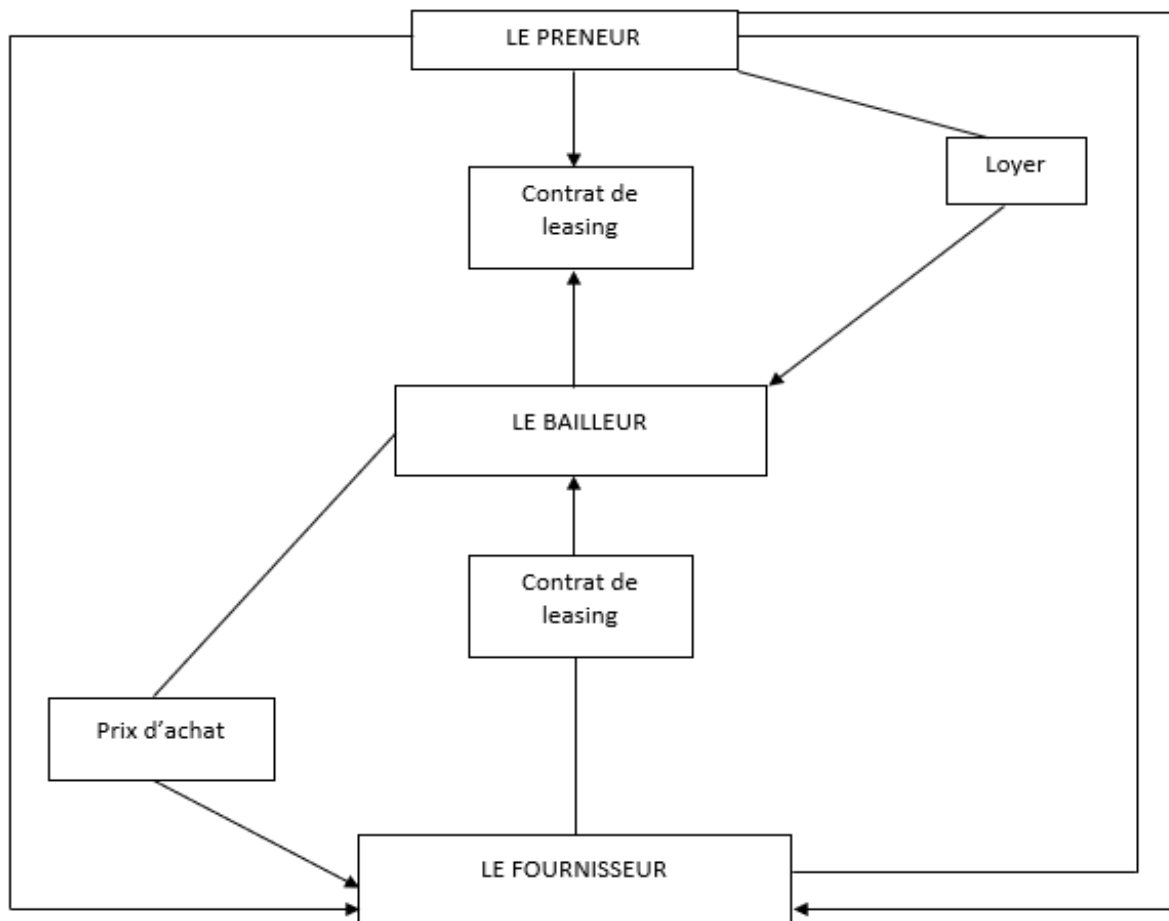 LE PRENEUR
Loyer
Contrat de
leasing
LE BAILLEUR
Contrat de
leasing
Prix d’achat
LE FOURNISSEUR